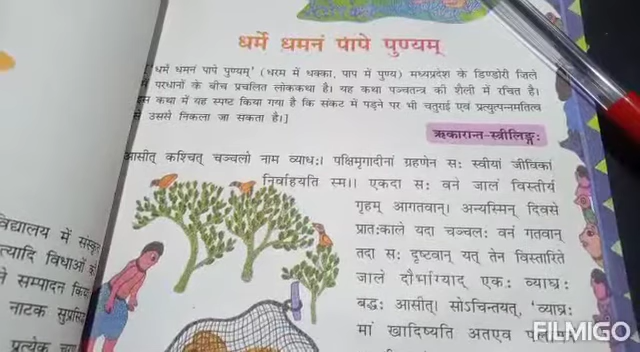 धर्मे धमनं पापे पुण्यम्
'धर्मे धमनं पापे पुण्यम्' (धरम में धक्का, पाप में पुण्य) मध्यप्रदेश के डिण्डोरी जिले
में परधानों के बीच प्रचलित लोककथा है। यह कथा पञ्चतन्त्र की शैली में रचित है।
इस कथा में यह स्पष्ट किया गया है कि संकट में पड़ने पर भी चतुराई एवं प्रत्युत्पन्नमतित्व
से उससे निकला जा सकता है।]
ऋकारान्त-स्त्रीलिङ्गः
आसीत् कश्चित् चञ्चलो नाम व्याधः। पक्षिमृगादीनां ग्रहणेन सः स्वीयां जीविकां
निर्वाहयति स्म। एकदा सः वने जालं विस्तीर्य
गृहम् आगतवान्। अन्यस्मिन् दिवसे
प्रातःकाले यदा चञ्चलः वनं गतवान्
तदा सः दृष्टवान् यत् तेन विस्तारिते
जाले दौर्भाग्याद् एकः व्याघ्रः
बद्धः आसीत्। सोऽचिन्तयत्, 'व्याघ्रः
मां खादिष्यति अतएव
विद्यालय में संस्कृत
त्यादि विधाओं को
ने सम्पादन किया
नाटक सुप्रसिद्ध
प्रत्येक
FILMIGO